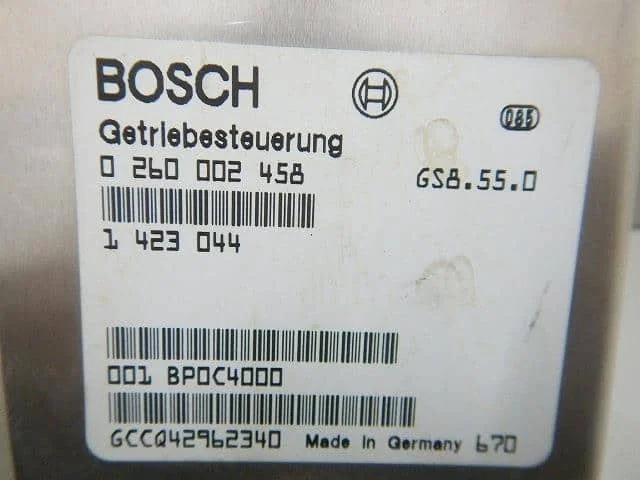 BOSCH
085
Getriebesteuerung
0 260 002 458
GS8.55.0
1 423 044
001 BP0C4000
GCCQ42962340 Made in Germany 670